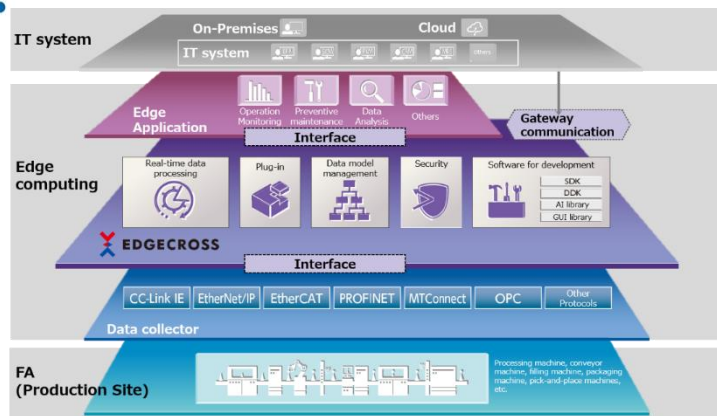 IT system
On-Premises
Cloud
IT system
Others
Edge
Application
Operation
Monitoring
Preventive
maintenance
Data
Analysis
Others
Gateway
communication
Interface
Edge
computing
Real-time data
processing
Plug-in
Data model
management
Security
Software for development
SDK
DDK
AI library
GUI library
EDGECROSS
Interface
CC-Link IE
EtherNet/IP
EtherCAT
PROFINET
MTConnect
OPC
Other
Protocols
Data collector
FA
(Production Site)
Processing machine, conveyor
machine, filling machine, packaging
machine, pick-and-place machines,
etc.